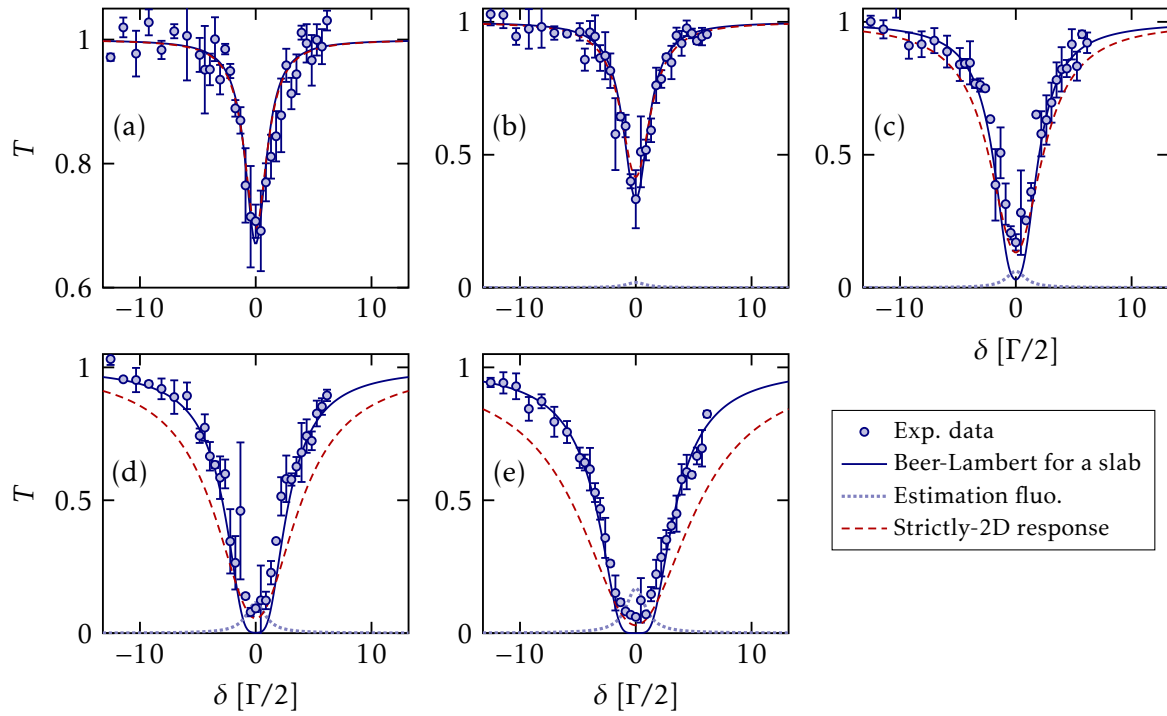 1
0.8
0.6
T
(a)
−10
0
10
1
0.5
0
(b)
−10
0
10
1
0.5
0
(c)
−10
0
10
δ [Γ/2]
1
0.5
0
T
(d)
−10
0
10
δ [Γ/2]
1
0.5
0
(e)
−10
0
10
δ [Γ/2]
Exp. data
Beer-Lambert for a slab
Estimation fluo.
Strictly-2D response